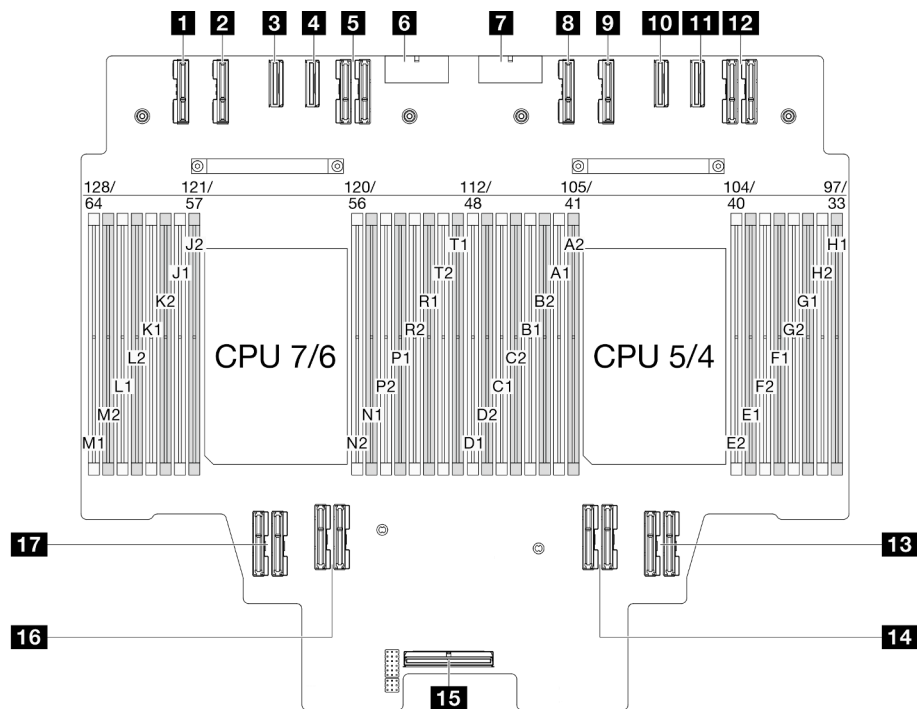 1 2 3 4 5 6 7 8 9 10 11 12
128/ 121/ 120/ 112/ 105/ 104/ 97/
64 57 56 48 41 40 33
J2 T1 A2 H1
J1 T2 A1 H2
K2 R1 B2 G1
K1 R2 B1 G2
CPU 7/6 CPU 5/4
L2 P1 C2 F1
L1 P2 C1 F2
M2 N1 D2 E1
M1 N2 D1 E2
17 13
16 14
15